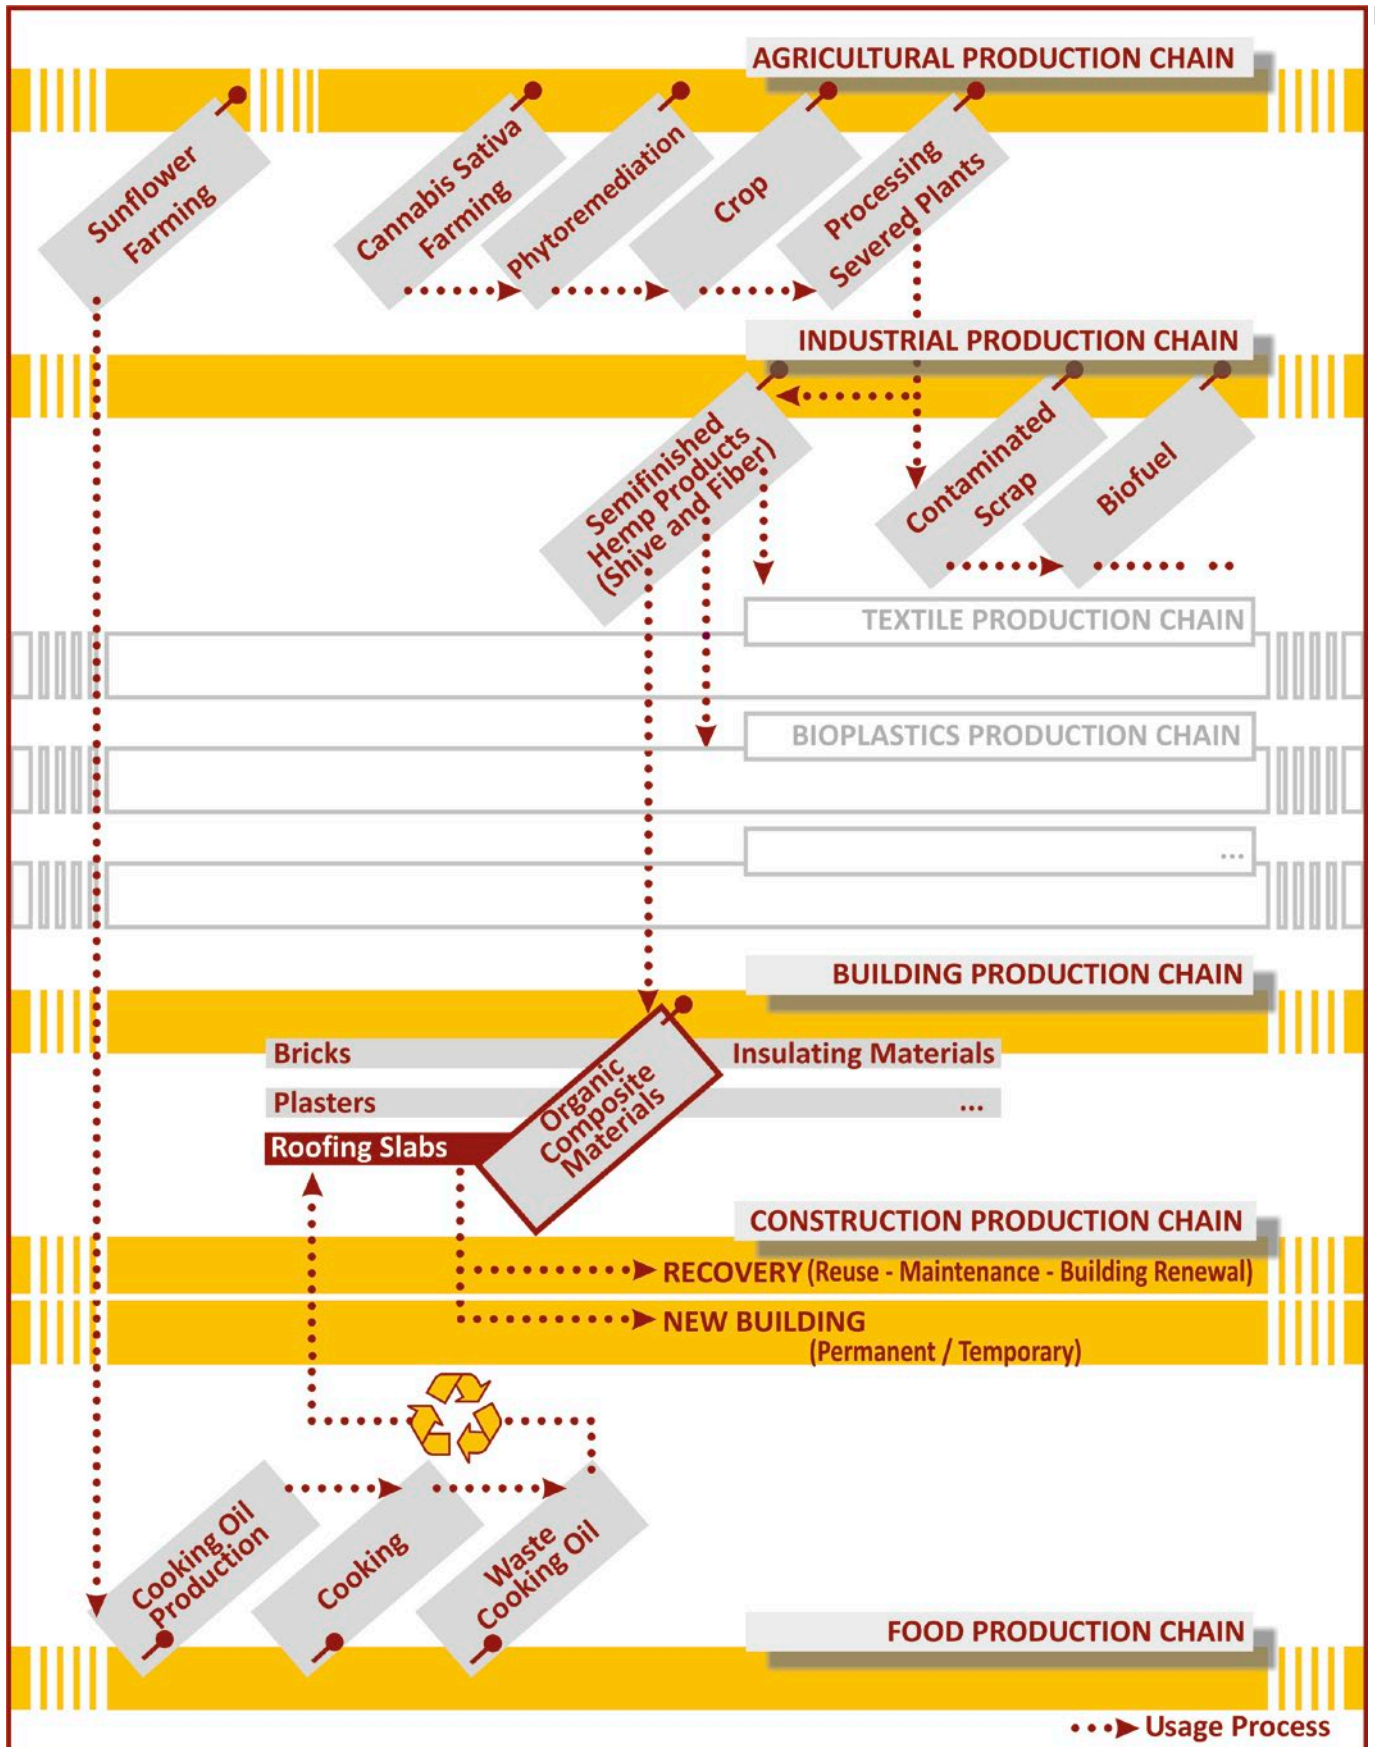 AGRICULTURAL PRODUCTION CHAIN
Sunflower
Farming
Cannabis Sativa
Farming
Phytoremediation
Crop
Processing
Severed Plants
INDUSTRIAL PRODUCTION CHAIN
Semifinished
Hemp Products
(Shive and Fiber)
Contaminated
Scrap
Biofuel
TEXTILE PRODUCTION CHAIN
BIOPLASTICS PRODUCTION CHAIN
...
BUILDING PRODUCTION CHAIN
Bricks
Insulating Materials
Plasters
...
Roofing Slabs
Organic
Composite
Materials
CONSTRUCTION PRODUCTION CHAIN
RECOVERY (Reuse - Maintenance - Building Renewal)
NEW BUILDING
(Permanent / Temporary)
Cooking Oil
Production
Cooking
Waste
Cooking Oil
FOOD PRODUCTION CHAIN
Usage Process